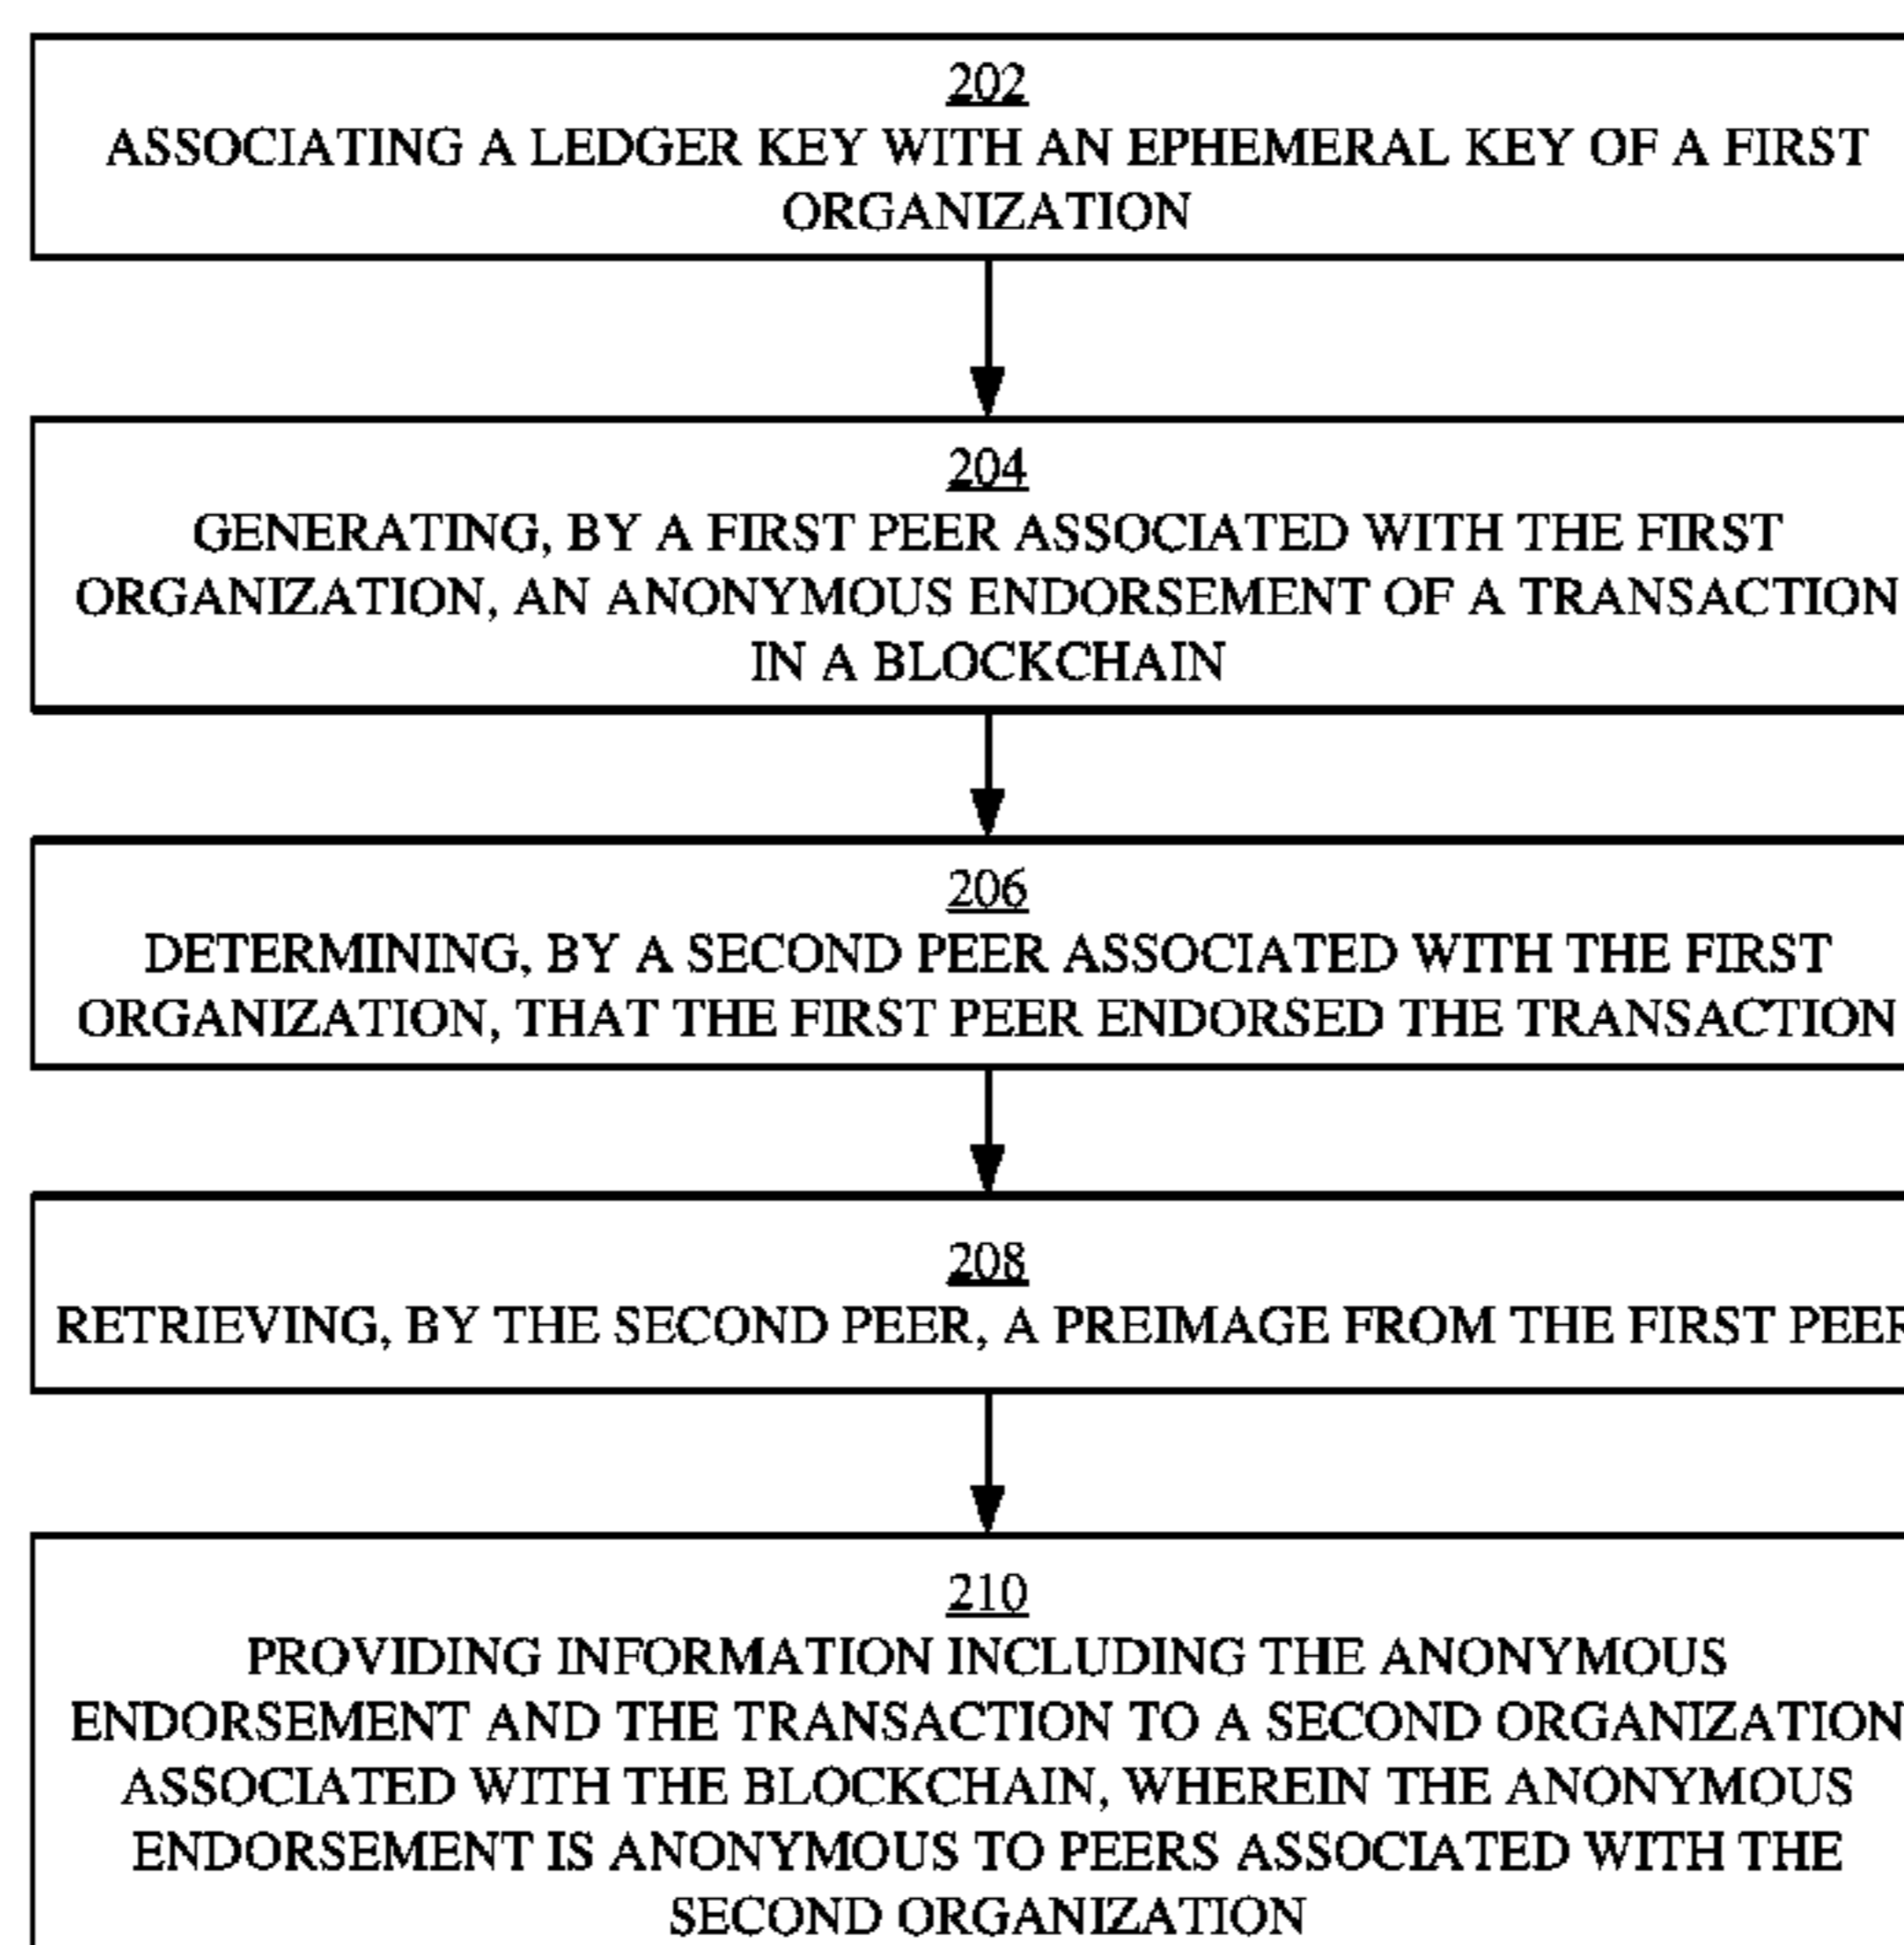 202
ASSOCIATING A LEDGER KEY WITH AN EPHEMERAL KEY OF A FIRST
ORGANIZATION
204
GENERATING, BY A FIRST PEER ASSOCIATED WITH THE FIRST
ORGANIZATION, AN ANONYMOUS ENDORSEMENT OF A TRANSACTION
IN A BLOCKCHAIN
206
DETERMINING, BY A SECOND PEER ASSOCIATED WITH THE FIRST
ORGANIZATION, THAT THE FIRST PEER ENDORSED THE TRANSACTION
208
RETRIEVING, BY THE SECOND PEER, A PREIMAGE FROM THE FIRST PEER
210
PROVIDING INFORMATION INCLUDING THE ANONYMOUS
ENDORSEMENT AND THE TRANSACTION TO A SECOND ORGANIZATION
ASSOCIATED WITH THE BLOCKCHAIN, WHEREIN THE ANONYMOUS
ENDORSEMENT IS ANONYMOUS TO PEERS ASSOCIATED WITH THE
SECOND ORGANIZATION